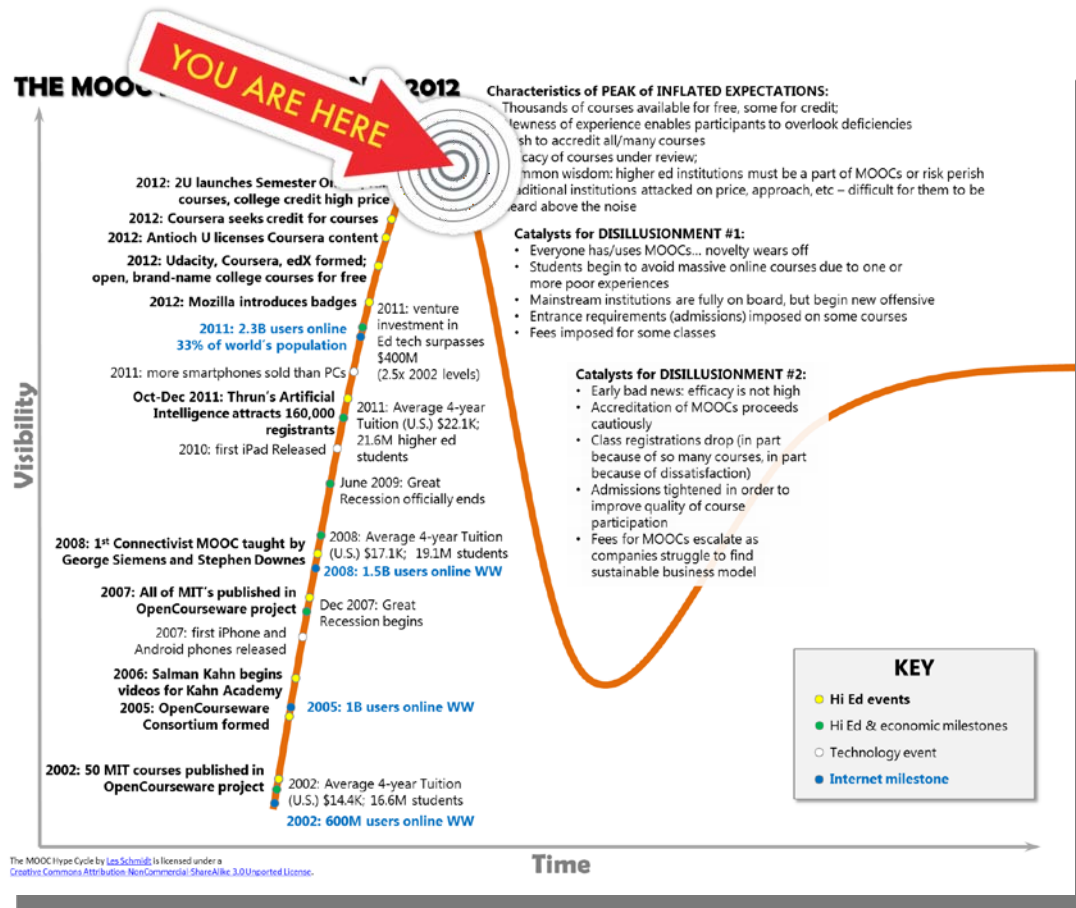 YOU ARE HERE
THE MOOC 2012
Characteristics of PEAK of INFLATED EXPECTATIONS:
Thousands of courses available for free, some for credit;
ewness of experience enables participants to overlook deficiencies
sh to accredit all/many courses
cacy of courses under review;
mmon wisdom: higher ed institutions must be a part of MOOCs or risk perish
aditional institutions attacked on price, approach, etc – difficult for them to be
eard above the noise
2012: 2U launches Semester
courses, college credit high price
2012: Coursera seeks credit for courses
2012: Antioch U licenses Coursera content
2012: Udacity, Coursera, edX formed;
open, brand-name college courses for free
2012: Mozilla introduces badges
2011: 2.3B users online
33% of world's population
2011: more smartphones sold than PCs
Oct-Dec 2011: Thrun's Artificial
Intelligence attracts 160,000
registrants
2010: first iPad Released
2008: 1st Connectivist MOOC taught by
George Siemens and Stephen Downes
2007: All of MIT's published in
OpenCourseware project
2007: first iPhone and
Android phones released
2006: Salman Kahn begins
videos for Kahn Academy
2005: OpenCourseware
Consortium formed
2002: 50 MIT courses published in
OpenCourseware project
2011: venture
investment in
Ed tech surpasses
$400M
(2.5x 2002 levels)
2011: Average 4-year
Tuition (U.S.) $22.1K;
21.6M higher ed
students
June 2009: Great
Recession officially ends
2008: Average 4-year Tuition
(U.S.) $17.1K; 19.1M students
2008: 1.5B users online WW
Dec 2007: Great
Recession begins
2005: 1B users online WW
2002: Average 4-year Tuition
(U.S.) $14.4K; 16.6M students
2002: 600M users online WW
Catalysts for DISILLUSIONMENT #1:
• Everyone has/uses MOOCs... novelty wears off
• Students begin to avoid massive online courses due to one or
more poor experiences
• Mainstream institutions are fully on board, but begin new offensive
• Entrance requirements (admissions) imposed on some courses
• Fees imposed for some classes
Catalysts for DISILLUSIONMENT #2:
• Early bad news: efficacy is not high
• Accreditation of MOOCs proceeds
cautiously
• Class registrations drop (in part
because of so many courses, in part
because of dissatisfaction)
• Admissions tightened in order to
improve quality of course
participation
• Fees for MOOCs escalate as
companies struggle to find
sustainable business model
KEY
Hi Ed events
Hi Ed & economic milestones
Technology event
Internet milestone
Visibility
Time
The MOOC Hype Cycle by Les Schmidt is licensed under a
Creative Commons Attribution-NonCommercial-ShareAlike 3.0 Unported License.